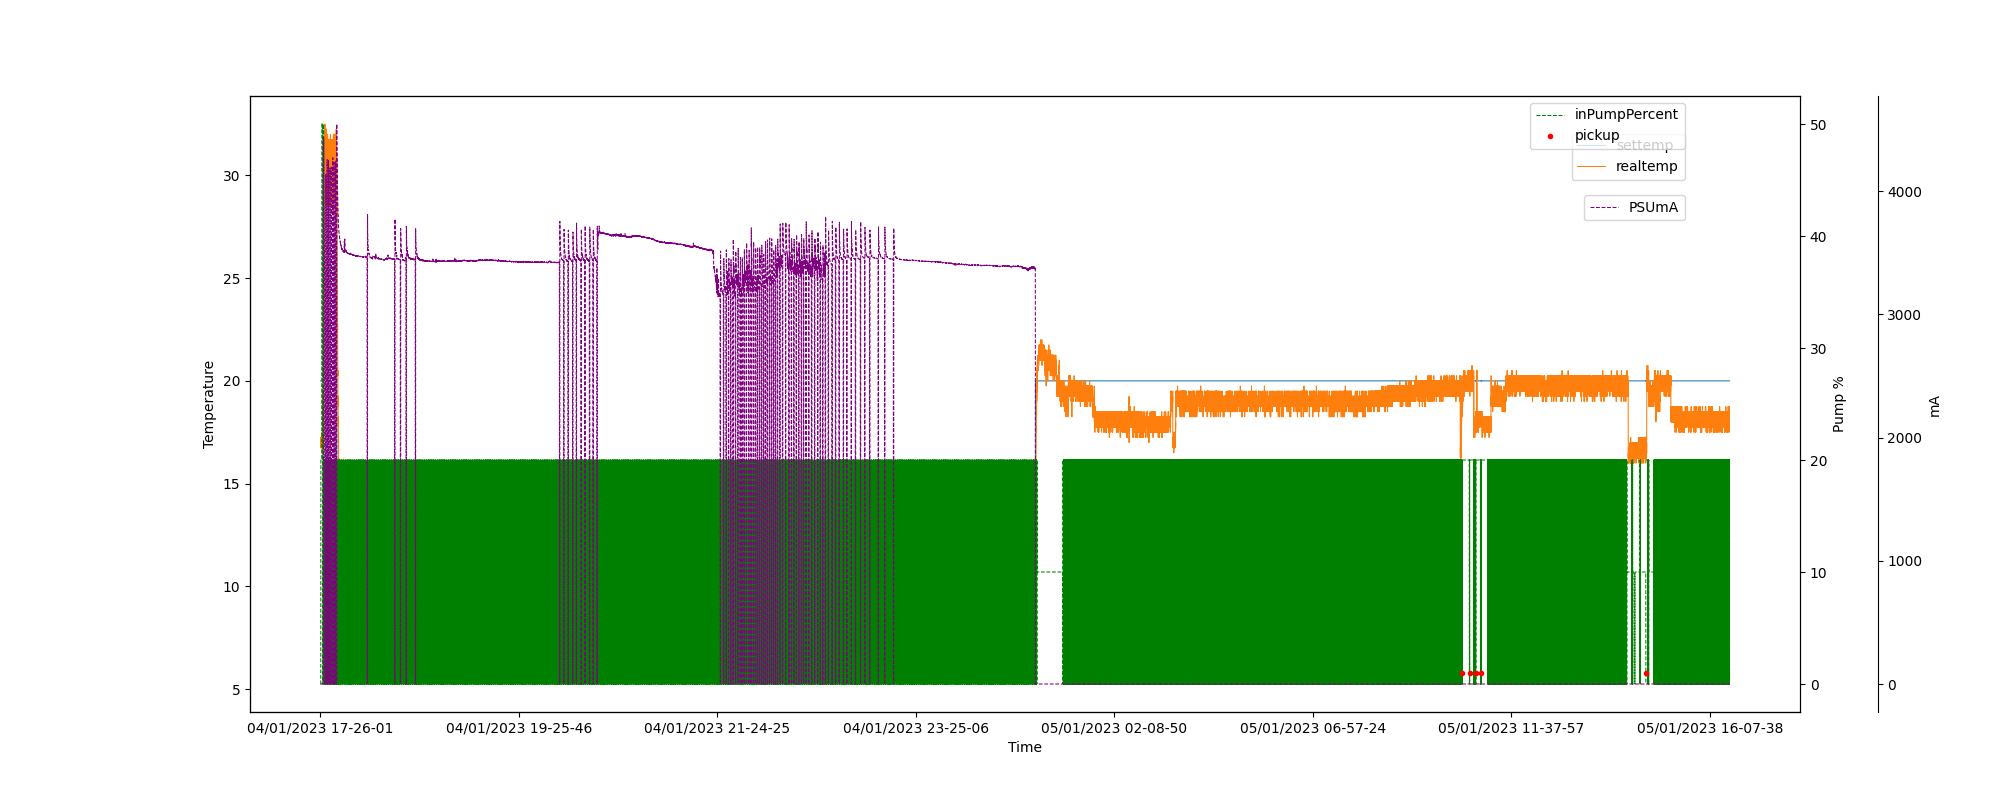 inPumpPercent
pickup
settemp
realtemp
PSUmA
30
25
20
15
10
5
Temperature
50
40
30
20
10
0
Pump %
4000
3000
2000
1000
0
mA
04/01/2023 17-26-01
04/01/2023 19-25-46
04/01/2023 21-24-25
04/01/2023 23-25-06
05/01/2023 02-08-50
05/01/2023 06-57-24
05/01/2023 11-37-57
05/01/2023 16-07-38
Time